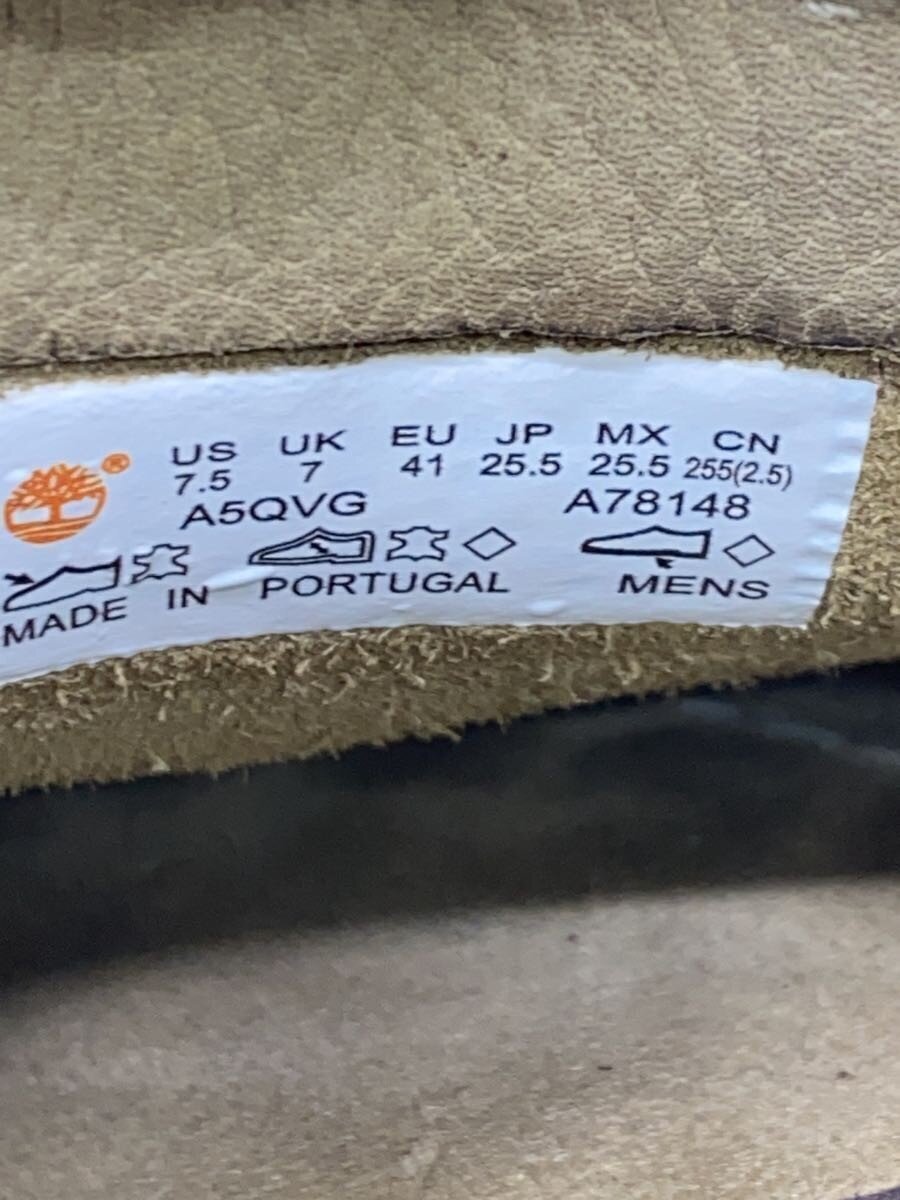 US UK EU JP MX CN
7.5 7 41 25.5 25.5 255(2.5)
A5QVG A78148
MADE IN PORTUGAL MENS
®